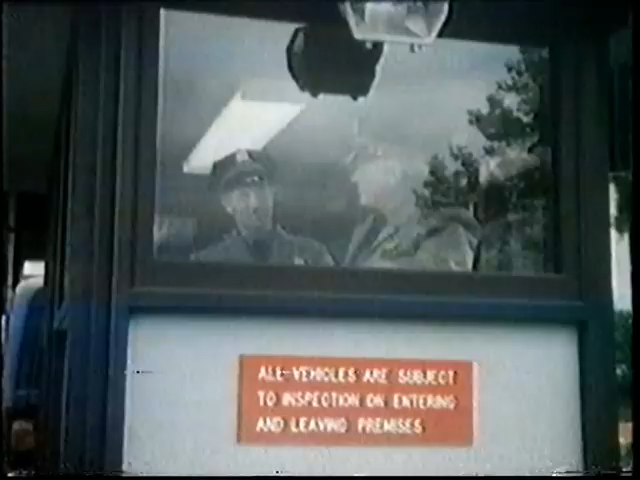 ALL-VEHICLES ARE SUBJECT
TO INSPECTION ON ENTERING
AND LEAVING PREMISES.